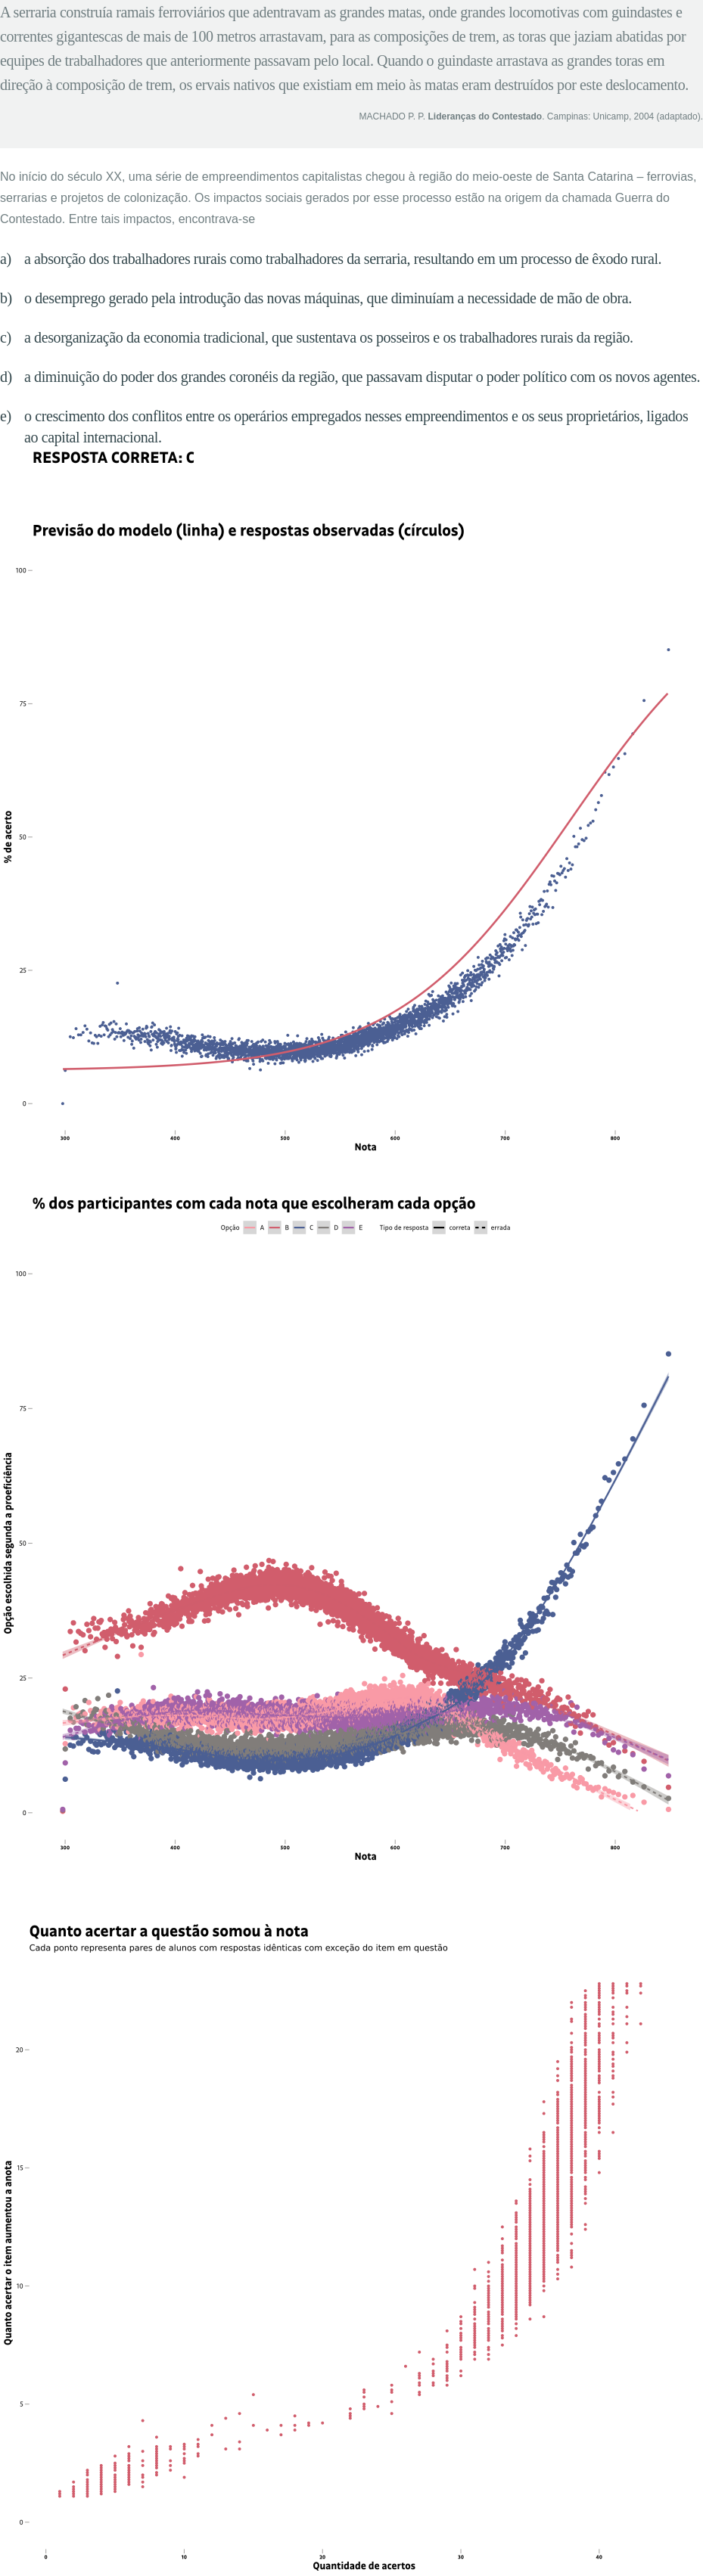 A serraria construía ramais ferroviários que adentravam as grandes matas, onde grandes locomotivas com guindastes e
correntes gigantescas de mais de 100 metros arrastavam, para as composições de trem, as toras que jaziam abatidas por
equipes de trabalhadores que anteriormente passavam pelo local. Quando o guindaste arrastava as grandes toras em
direção à composição de trem, os ervais nativos que existiam em meio às matas eram destruídos por este deslocamento.
MACHADO P. P. Lideranças do Contestado. Campinas: Unicamp, 2004 (adaptado).
No início do século XX, uma série de empreendimentos capitalistas chegou à região do meio-oeste de Santa Catarina – ferrovias,
serrarias e projetos de colonização. Os impactos sociais gerados por esse processo estão na origem da chamada Guerra do
Contestado. Entre tais impactos, encontrava-se
a) a absorção dos trabalhadores rurais como trabalhadores da serraria, resultando em um processo de êxodo rural.
b) o desemprego gerado pela introdução das novas máquinas, que diminuíam a necessidade de mão de obra.
c) a desorganização da economia tradicional, que sustentava os posseiros e os trabalhadores rurais da região.
d) a diminuição do poder dos grandes coronéis da região, que passavam disputar o poder político com os novos agentes.
e) o crescimento dos conflitos entre os operários empregados nesses empreendimentos e os seus proprietários, ligados
ao capital internacional.
RESPOSTA CORRETA: C
Previsão do modelo (linha) e respostas observadas (círculos)
100
75
50
25
0
% de acerto
300 400 500 600 700 800
Nota
% dos participantes com cada nota que escolheram cada opção
Opção A B C D E Tipo de resposta correta errada
100
75
50
25
0
Opção escolhida segunda a proeficiência
300 400 500 600 700 800
Nota
Quanto acertar a questão somou à nota
Cada ponto representa pares de alunos com respostas idênticas com exceção do item em questão
20
15
10
5
0
Quanto acertar o item aumentou a anota
0 10 20 30 40
Quantidade de acertos